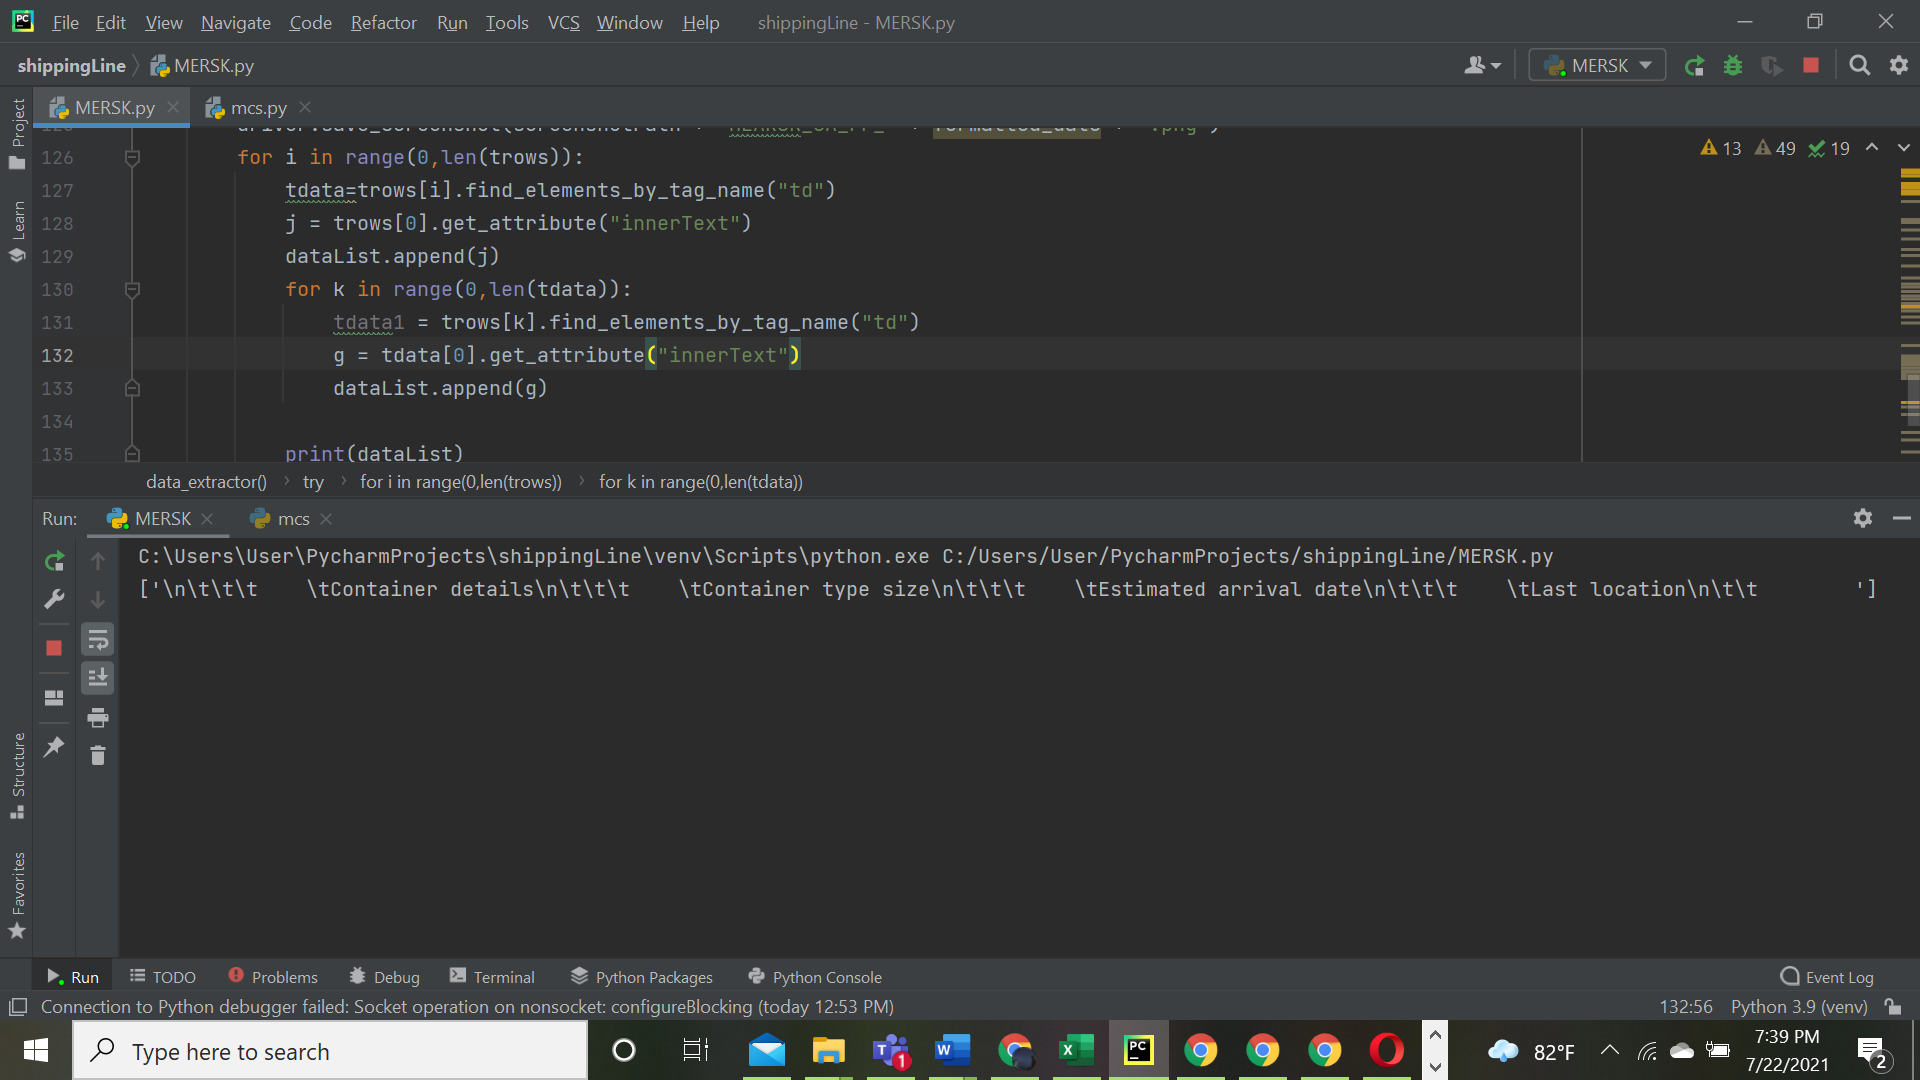 File Edit View Navigate Code Refactor Run Tools VCS Window Help shippingLine - MERSK.py
shippingLine MERSK.py MERSK
MERSK.py mcs.py
Project
Learn
Structure
Favorites
13 49 19
126 for i in range(0,len(trows)):
127 tdata=trows[i].find_elements_by_tag_name("td")
128 j = trows[0].get_attribute("innerText")
129 dataList.append(j)
130 for k in range(0,len(tdata)):
131 tdata1 = trows[k].find_elements_by_tag_name("td")
132 g = tdata[0].get_attribute("innerText")
133 dataList.append(g)
134
135 print(dataList)
data_extractor() try for i in range(0,len(trows)) for k in range(0,len(tdata))
Run: MERSK mcs
C:\Users\User\PycharmProjects\shippingLine\venv\Scripts\python.exe C:/Users/User/PycharmProjects/shippingLine/MERSK.py
['\n\t\t\t    \tContainer details\n\t\t\t    \tContainer type size\n\t\t\t    \tEstimated arrival date\n\t\t\t    \tLast location\n\t\t        ']
Run TODO Problems Debug Terminal Python Packages Python Console Event Log
Connection to Python debugger failed: Socket operation on nonsocket: configureBlocking (today 12:53 PM) 132:56 Python 3.9 (venv)
Type here to search 1 82°F 7:39 PM
7/22/2021 2